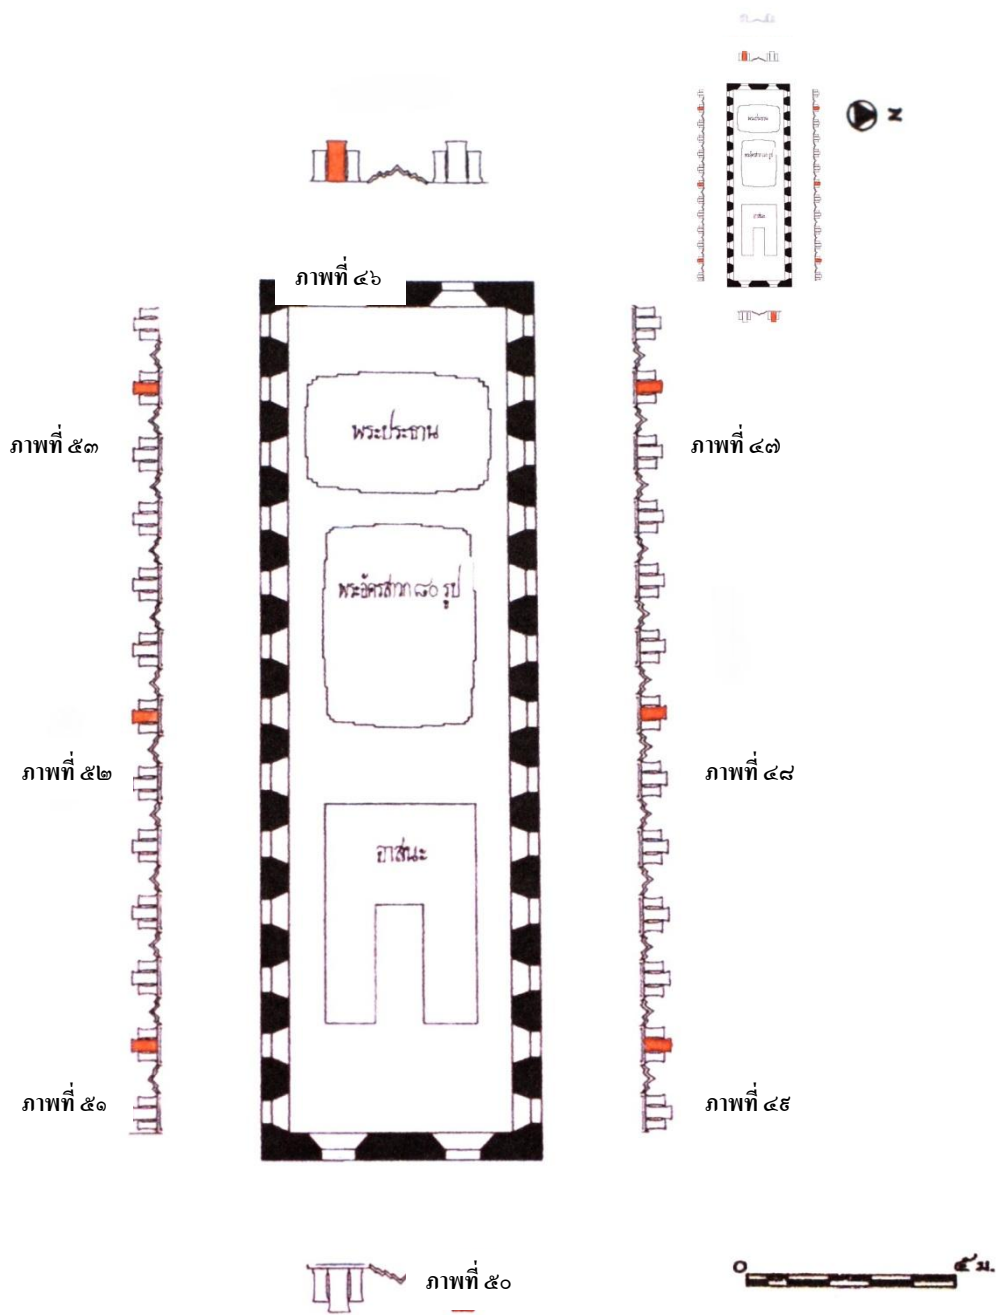 N
ภาพที่ ๔๖
พระประธาน
ภาพที่ ๕๓
ภาพที่ ๔๗
พระอัครสาวก ๘๐ รูป
ภาพที่ ๕๒
ภาพที่ ๔๘
อาสนะ
ภาพที่ ๕๑
ภาพที่ ๔๙
ภาพที่ ๕๐
๐ ๕ ม.